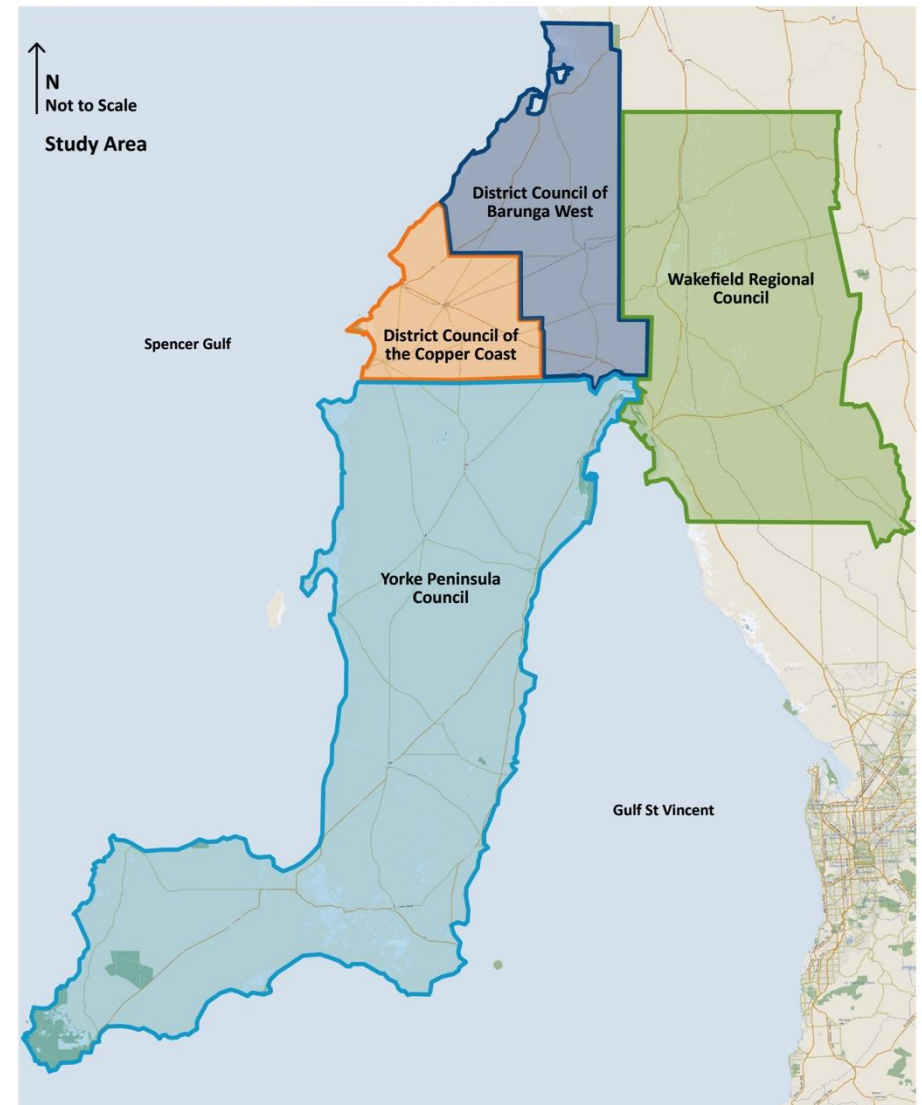 N
Not to Scale
Study Area
District Council of
Barunga West
Wakefield Regional
Council
District Council of
the Copper Coast
Spencer Gulf
Yorke Peninsula
Council
Gulf St Vincent